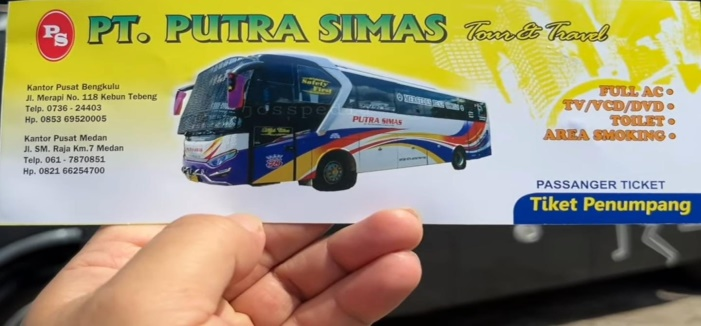 PS
PT. PUTRA SIMAS Tour & Travel
Kantor Pusat Bengkulu
Jl. Merapi No. 118 Kebun Tebeng
Telp. 0736 - 24403
Hp. 0853 69520005
Kantor Pusat Medan
Jl. SM. Raja Km.7 Medan
Telp. 061 - 7870851
Hp. 0821 66254700
Safety First
PUTRA SIMAS
FULL AC •
TV/VCD/DVD •
TOILET •
AREA SMOKING •
PASSANGER TICKET
Tiket Penumpang